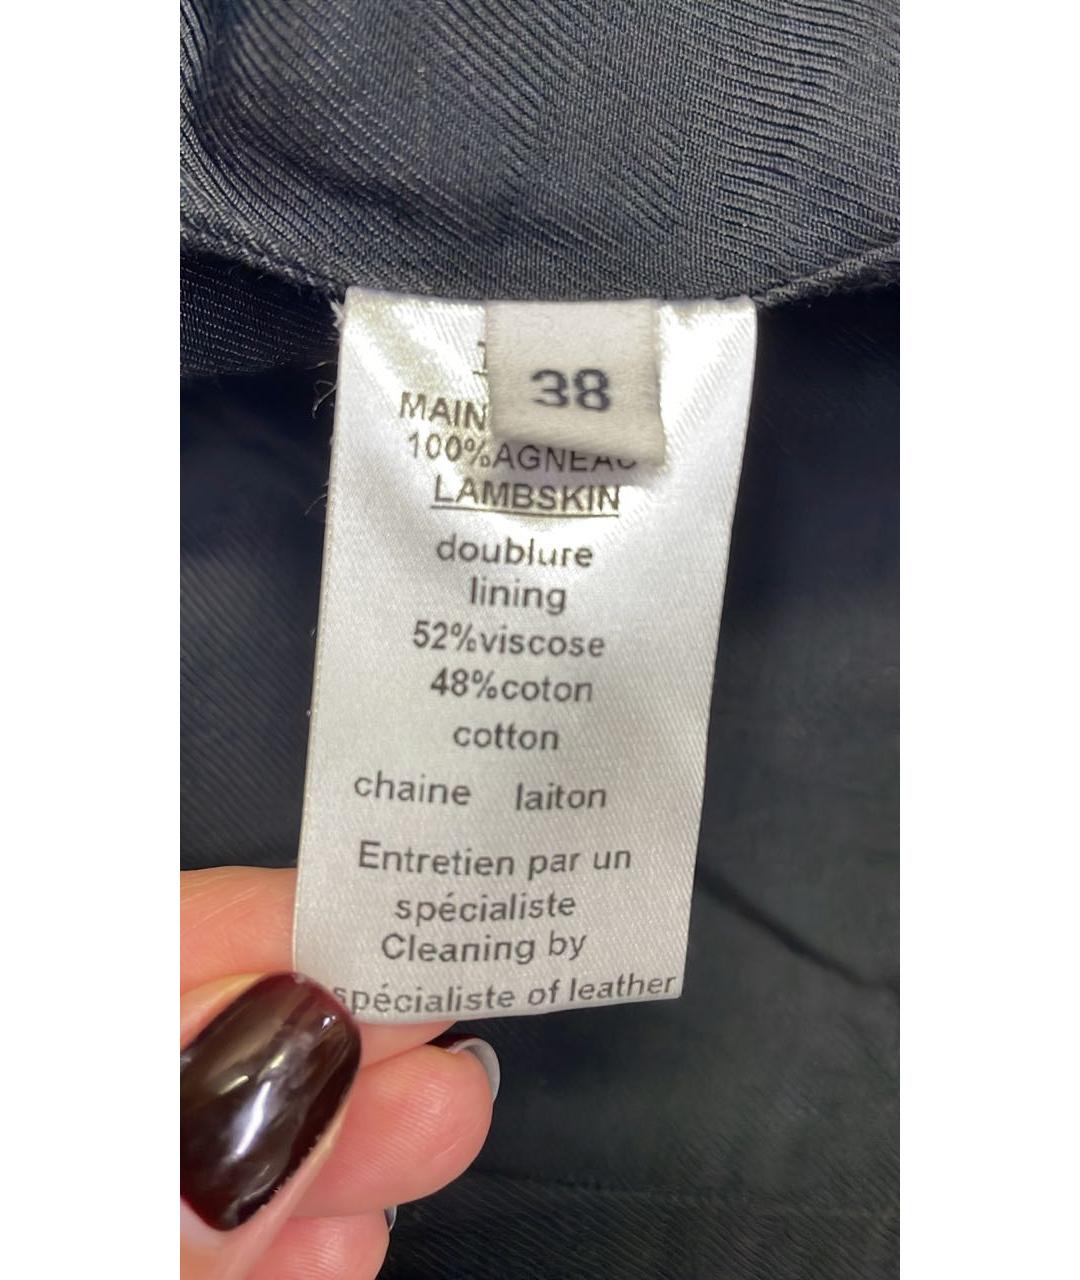 38
MAIN
100%AGNEAU
LAMBSKIN
doublure
lining
52%viscose
48%coton
cotton
chaine laiton
Entretien par un
spécialiste
Cleaning by
spécialiste of leather